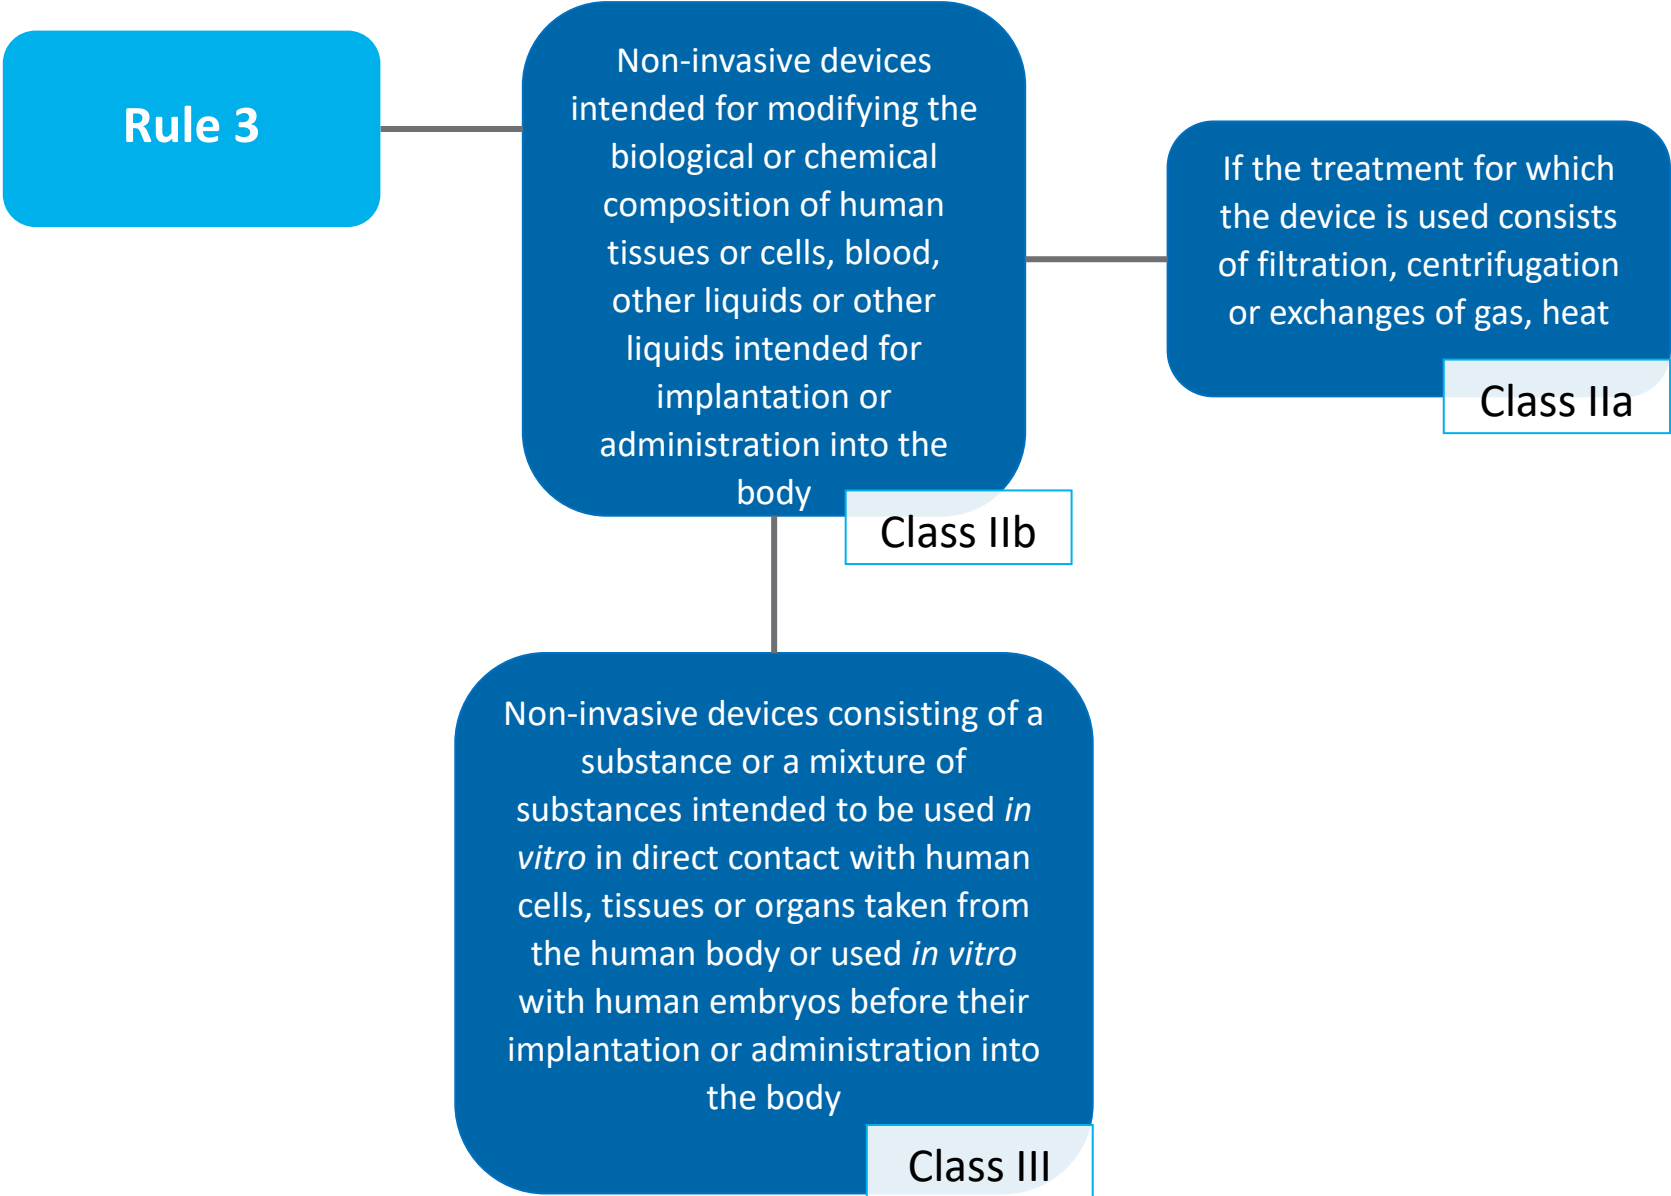 Rule 3
Non-invasive devices
intended for modifying the
biological or chemical
composition of human
tissues or cells, blood,
other liquids or other
liquids intended for
implantation or
administration into the
body
Class IIb
If the treatment for which
the device is used consists
of filtration, centrifugation
or exchanges of gas, heat
Class IIa
Non-invasive devices consisting of a
substance or a mixture of
substances intended to be used in
vitro in direct contact with human
cells, tissues or organs taken from
the human body or used in vitro
with human embryos before their
implantation or administration into
the body
Class III